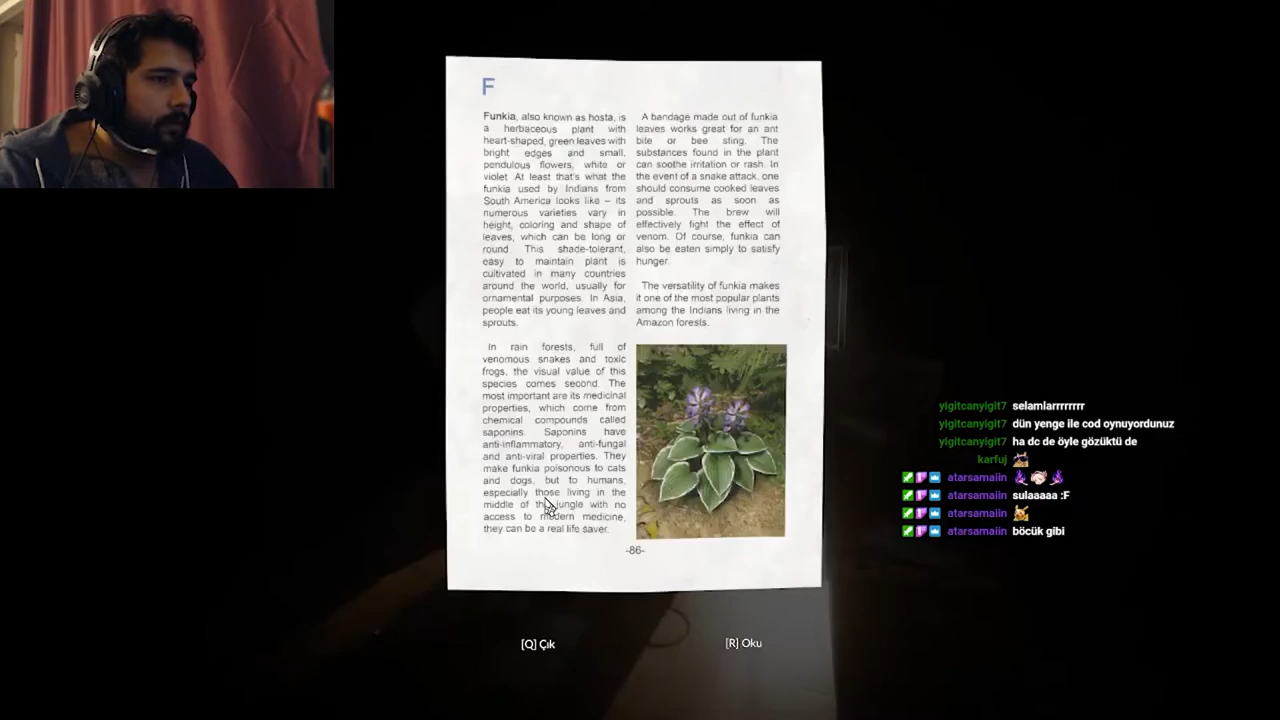 F
Funkia, also known as hosta, is
a herbaceous plant with
heart-shaped, green leaves with
bright edges and small,
pendulous flowers, white or
violet. At least that's what the
funkia used by Indians from
South America looks like – its
numerous varieties vary in
height, coloring and shape of
leaves, which can be long or
round. This shade-tolerant,
easy to maintain plant is
cultivated in many countries
around the world, usually for
ornamental purposes. In Asia,
people eat its young leaves and
sprouts.
In rain forests, full of
venomous snakes and toxic
frogs, the visual value of this
species comes second. The
most important are its medicinal
properties, which come from
chemical compounds called
saponins. Saponins have
anti-inflammatory, anti-fungal
and anti-viral properties. They
make funkia poisonous to cats
and dogs, but to humans,
especially those living in the
middle of the jungle with no
access to modern medicine,
they can be a real life saver.
A bandage made out of funkia
leaves works great for an ant
bite or bee sting. The
substances found in the plant
can soothe irritation or rash. In
the event of a snake attack, one
should consume cooked leaves
and sprouts as soon as
possible. The brew will
effectively fight the effect of
venom. Of course, funkia can
also be eaten simply to satisfy
hunger.
The versatility of funkia makes
it one of the most popular plants
among the Indians living in the
Amazon forests.
-86-
[Q] Çık
[R] Oku
yigitcanyigit7 selamlarrrrrrrr
yigitcanyigit7 dün yenge ile cod oynuyordunuz
yigitcanyigit7 ha dc de öyle gözüktü de
karfuj
atarsamaiin
atarsamaiin sulaaaaa :F
atarsamaiin
atarsamaiin böcük gibi